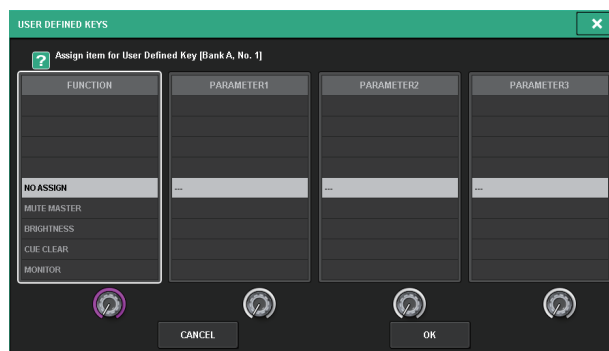 USER DEFINED KEYS
Assign item for User Defined Key [Bank A, No. 1]
FUNCTION PARAMETER1 PARAMETER2 PARAMETER3
NO ASSIGN --- --- ---
MUTE MASTER
BRIGHTNESS
CUE CLEAR
MONITOR
CANCEL OK